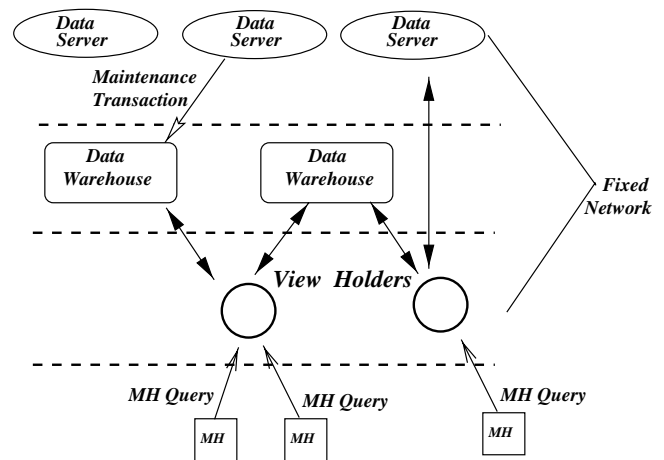 Data
Server
Data
Server
Data
Server
Maintenance
Transaction
Data
Warehouse
Data
Warehouse
Fixed
Network
View Holders
MH Query
MH Query
MH Query
MH
MH
MH